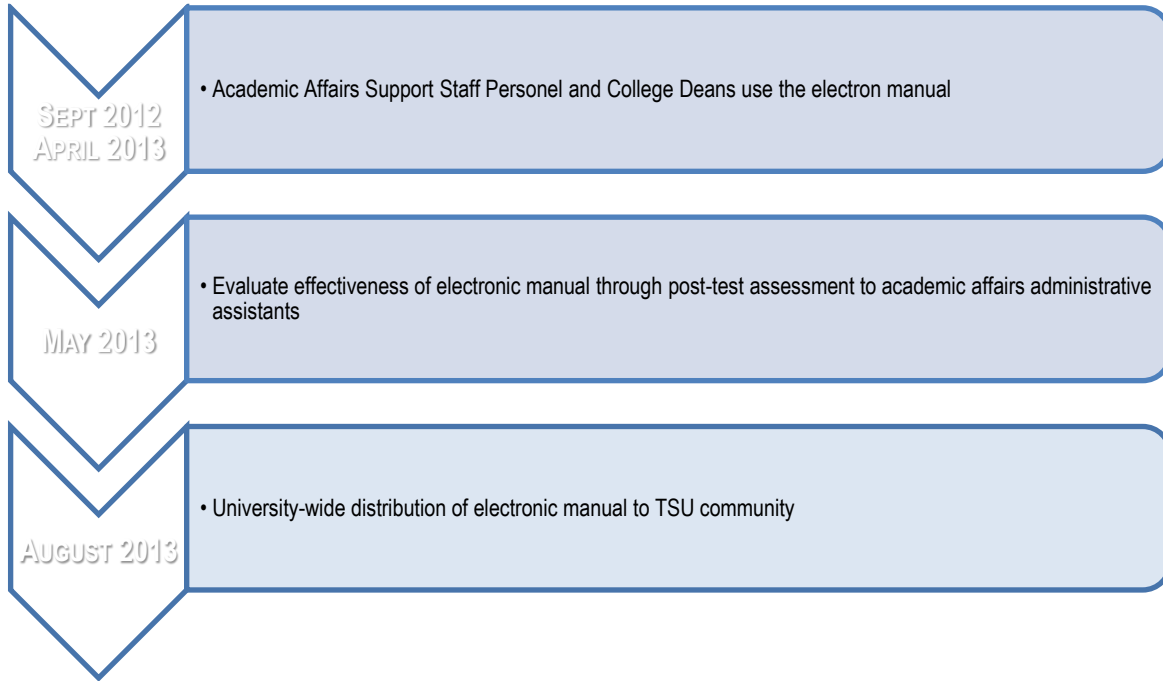 SEPT 2012
APRIL 2013
• Academic Affairs Support Staff Personel and College Deans use the electron manual
MAY 2013
• Evaluate effectiveness of electronic manual through post-test assessment to academic affairs administrative
assistants
AUGUST 2013
• University-wide distribution of electronic manual to TSU community